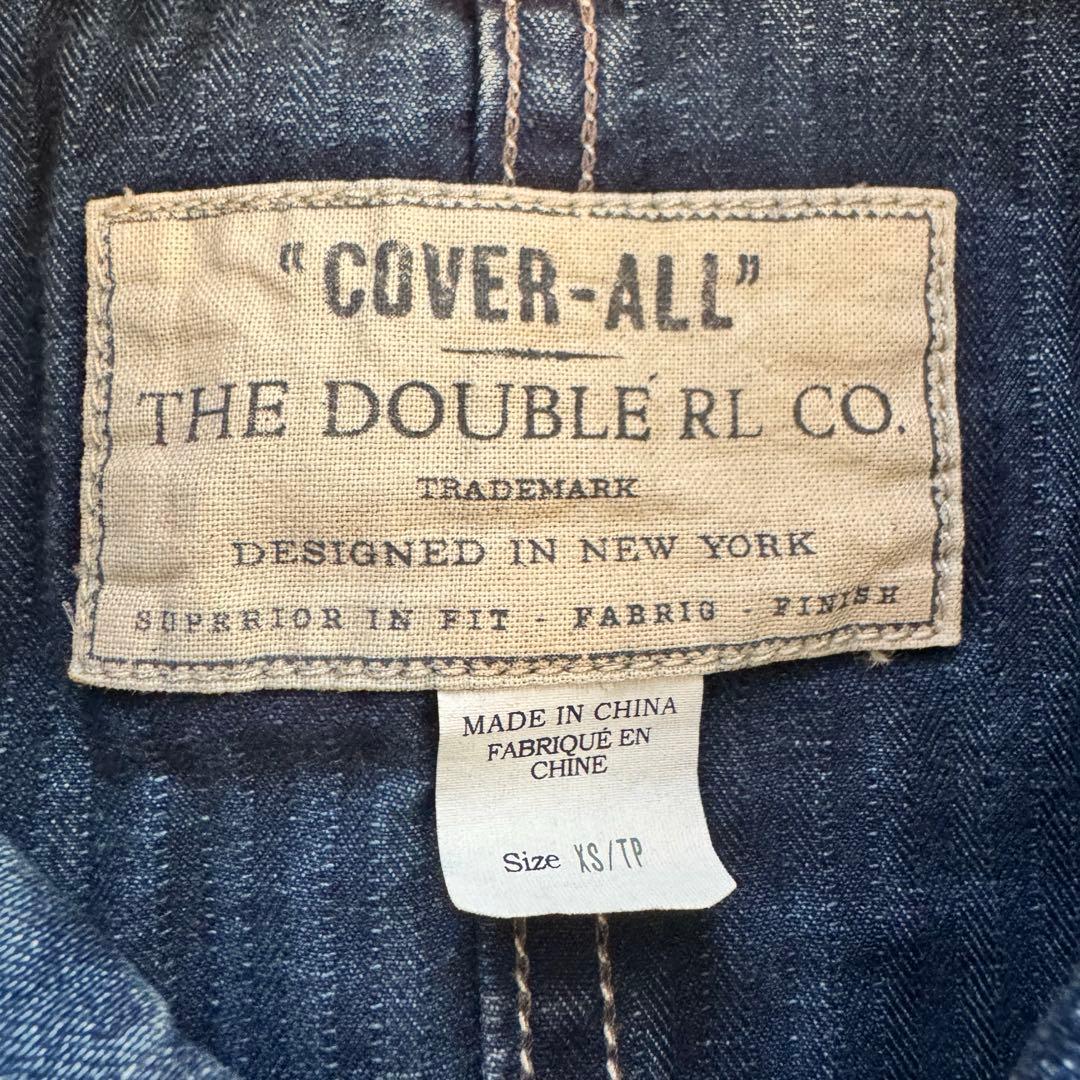 "COVER-ALL"
THE DOUBLE RL CO.
TRADEMARK
DESIGNED IN NEW YORK
SUPERIOR IN FIT - FABRIC - FINISH
MADE IN CHINA
FABRIQUÉ EN
CHINE
Size XS/TP